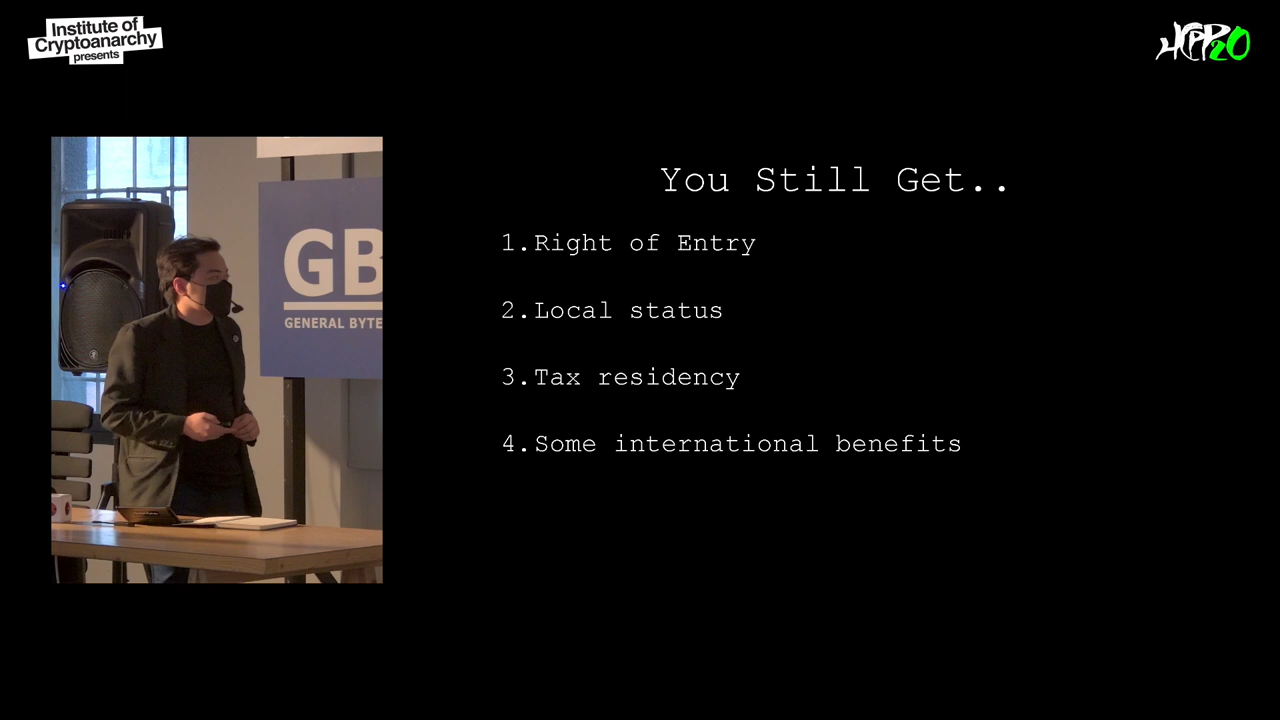 Institute of
Cryptoanarchy
presents
HCPP20
GB
GENERAL BYTE
You Still Get..
1.Right of Entry
2.Local status
3.Tax residency
4.Some international benefits